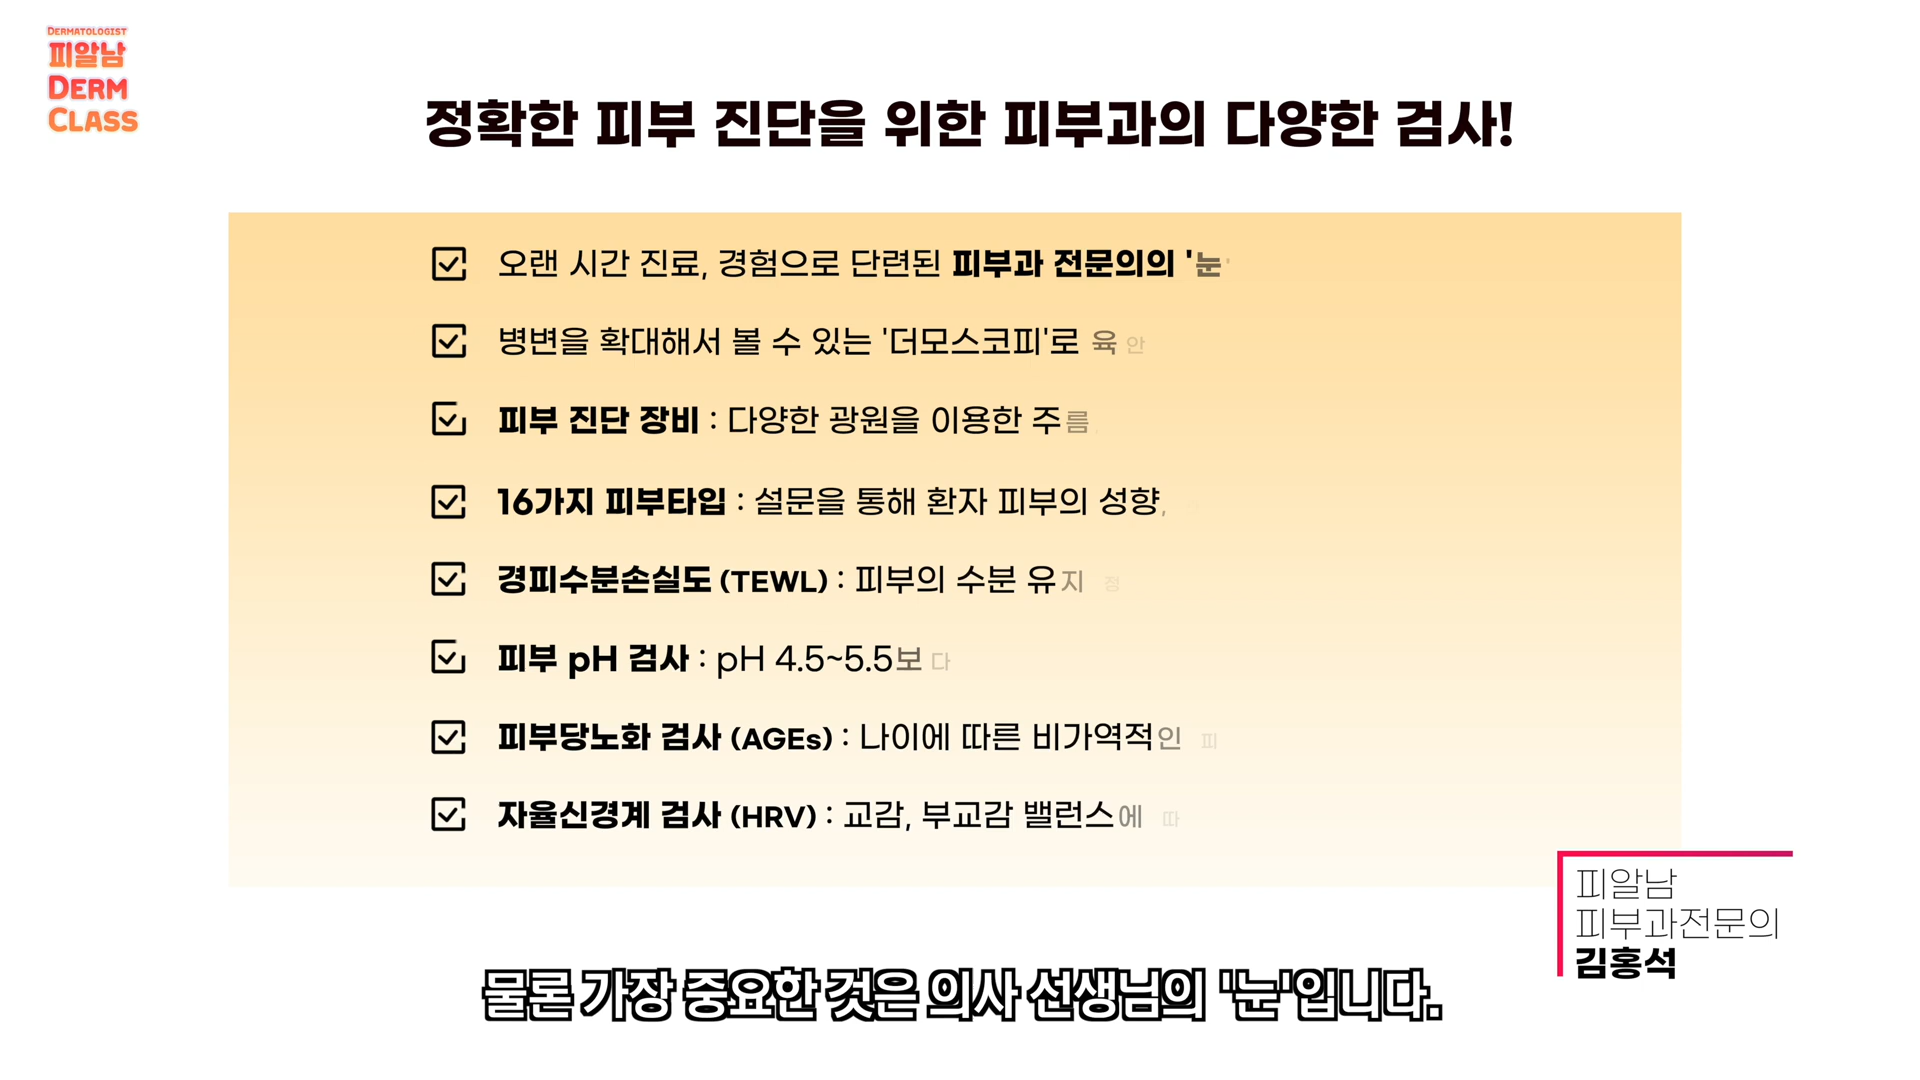 DERMATOLOGIST
피알남
DERM
CLASS
정확한 피부 진단을 위한 피부과의 다양한 검사!
오랜 시간 진료, 경험으로 단련된 피부과 전문의의 '눈'
병변을 확대해서 볼 수 있는 '더모스코피'로 육안
피부 진단 장비 : 다양한 광원을 이용한 주름
16가지 피부타입 : 설문을 통해 환자 피부의 성향,
경피수분손실도 (TEWL) : 피부의 수분 유지 정
피부 pH 검사 : pH 4.5~5.5보다
피부당노화 검사 (AGEs) : 나이에 따른 비가역적인 피
자율신경계 검사 (HRV) : 교감, 부교감 밸런스에 따
피알남
피부과전문의
김홍석
물론 가장 중요한 것은 의사 선생님의 '눈'입니다.